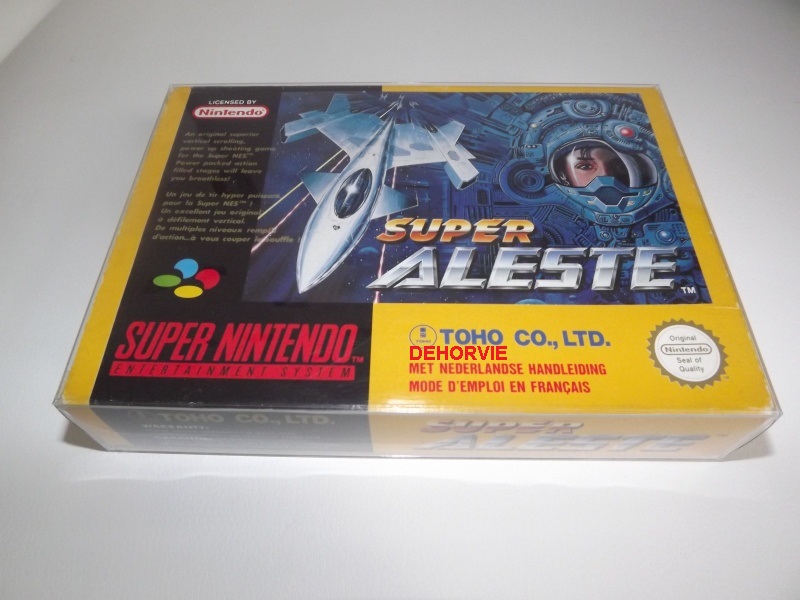 LICENSED BY
Nintendo
An original superior
vertical scrolling,
power up shooting game
for the Super NES™
Power packed action
filled stages will leave
you breathless!
Un jeu de tir hyper puissant
pour la Super NES™ !
Un excellent jeu original
à défilement vertical.
De multiples niveaux remplis
d'action...à vous couper le souffle !
SUPER
ALESTE™
SUPER NINTENDO™
ENTERTAINMENT SYSTEM
TOHO CO., LTD.
DEHORVIE
MET NEDERLANDSE HANDLEIDING
MODE D'EMPLOI EN FRANÇAIS
Original
Nintendo
Seal of
Quality
TOHO CO., LTD.
SUPER
ALESTE